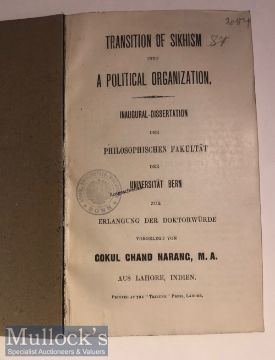 TRANSITION OF SIKHISM
INTO
A POLITICAL ORGANIZATION.
INAUGURAL-DISSERTATION
DER
PHILOSOPHISCHEN FAKULTÄT
DER
UNIVERSITÄT BERN
ZUR
ERLANGUNG DER DOKTORWÜRDE
VORGELEGT VON
GOKUL CHAND NARANG, M. A.
AUS LAHORE, INDIEN.
PRINTED AT THE "TRIBUNE" PRESS, LAHORE,
Mullock's
Specialist Auctioneers & Valuers